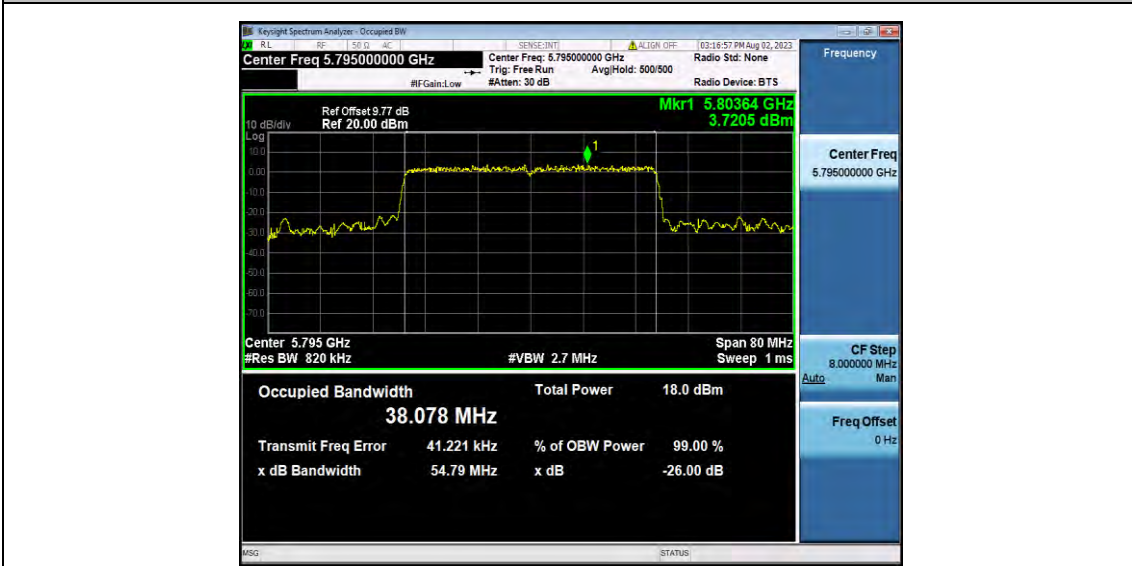 Keysight Spectrum Analyzer - Occupied BW
RL RF 50 Ω AC SENSE:INT ALIGN OFF 03:16:57 PM Aug 02, 2023
Center Freq 5.795000000 GHz
Center Freq: 5.795000000 GHz
Radio Std: None
Trig: Free Run Avg|Hold: 500/500
#IFGain:Low
#Atten: 30 dB
Radio Device: BTS
Ref Offset 9.77 dB
Mkr1 5.80364 GHz
10 dB/div
Ref 20.00 dBm
3.7205 dBm
Log
10.0
1
0.00
-10.0
-20.0
-30.0
-40.0
-50.0
-60.0
-70.0
Center 5.795 GHz
Span 80 MHz
#Res BW 820 kHz
#VBW 2.7 MHz
Sweep 1 ms
Occupied Bandwidth
Total Power 18.0 dBm
38.078 MHz
Transmit Freq Error 41.221 kHz
% of OBW Power 99.00 %
x dB Bandwidth 54.79 MHz
x dB -26.00 dB
MSG
STATUS
Frequency
Center Freq
5.795000000 GHz
CF Step
8.000000 MHz
Auto Man
Freq Offset
0 Hz